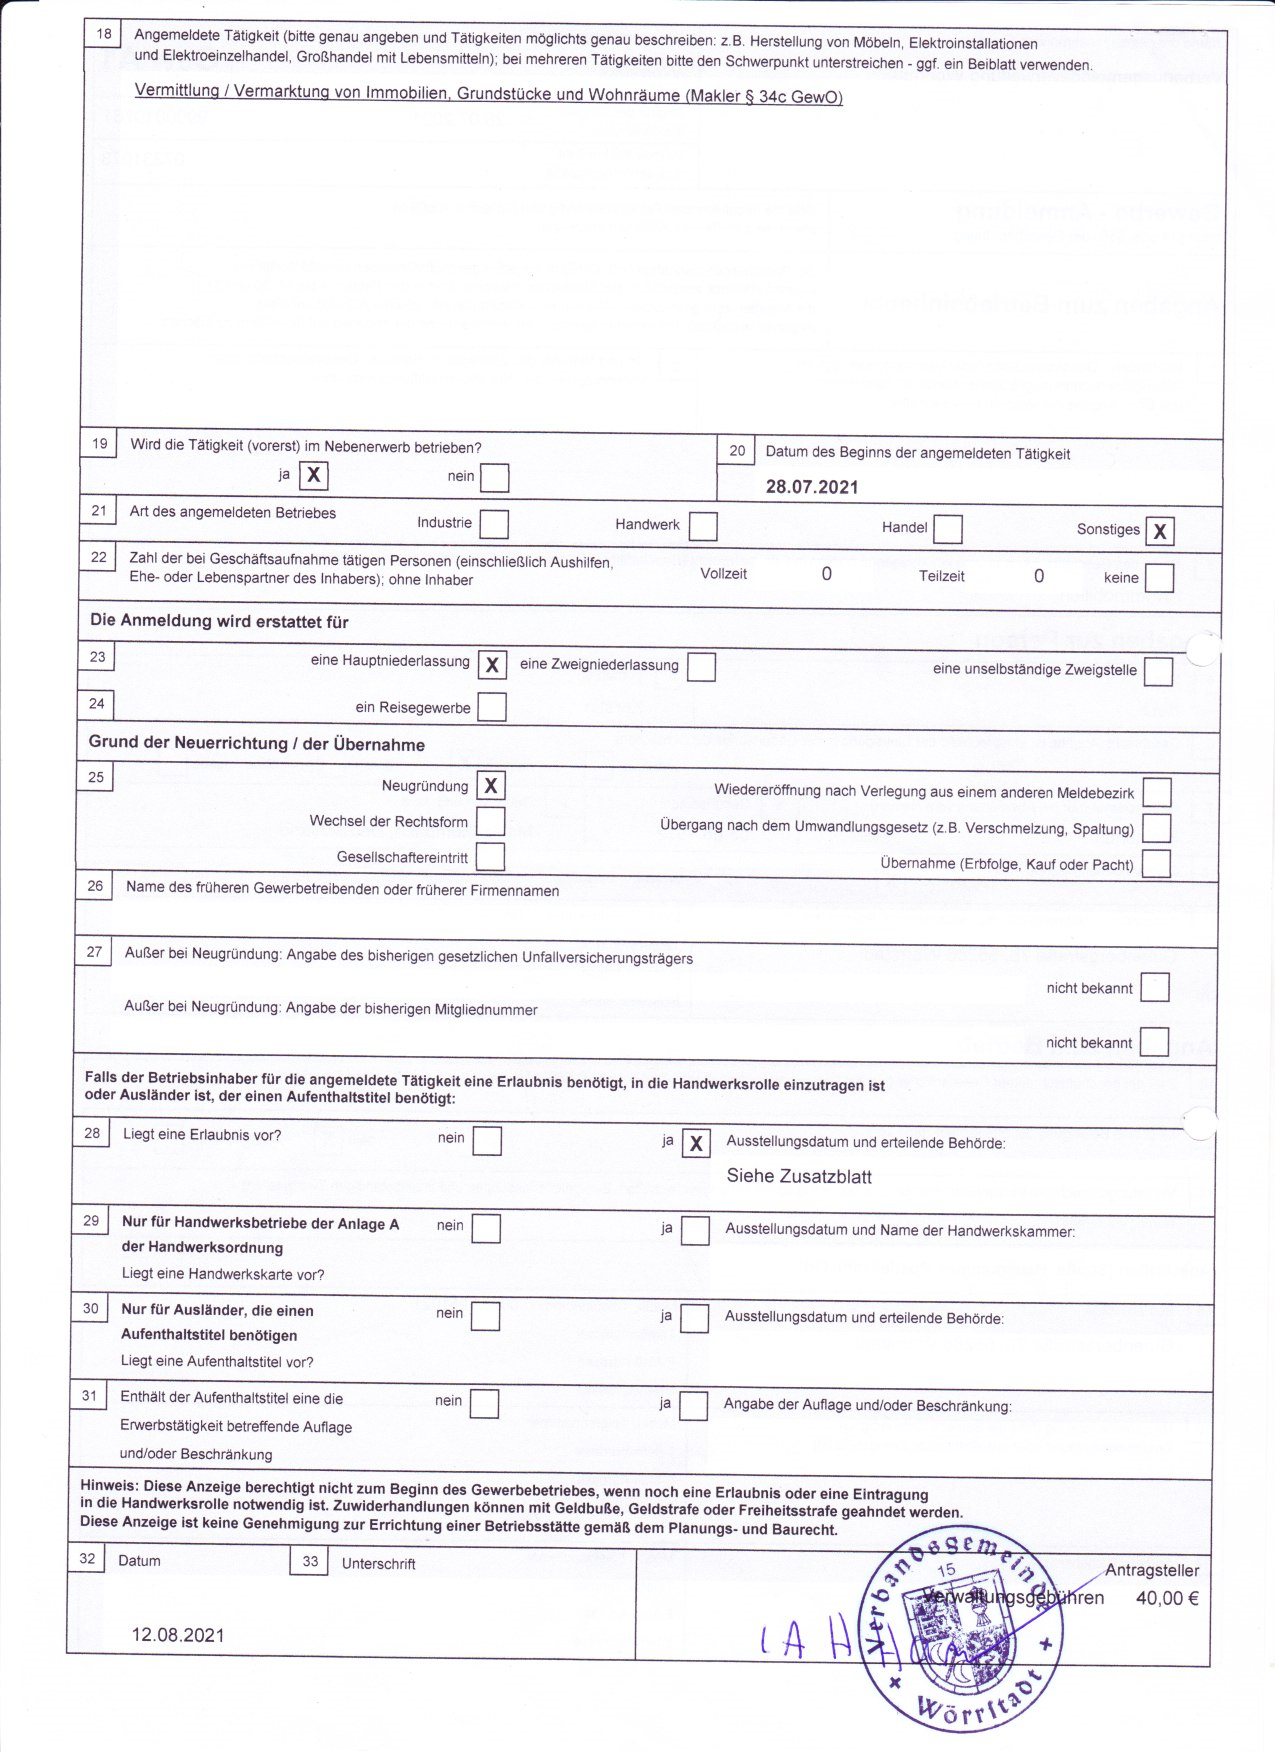 18 Angemeldete Tätigkeit (bitte genau angeben und Tätigkeiten möglichts genau beschreiben: z.B. Herstellung von Möbeln, Elektroinstallationen
und Elektroeinzelhandel, Großhandel mit Lebensmitteln); bei mehreren Tätigkeiten bitte den Schwerpunkt unterstreichen - ggf. ein Beiblatt verwenden.
Vermittlung / Vermarktung von Immobilien, Grundstücke und Wohnräume (Makler § 34c GewO)
19 Wird die Tätigkeit (vorerst) im Nebenerwerb betrieben?
ja X nein
20 Datum des Beginns der angemeldeten Tätigkeit
28.07.2021
21 Art des angemeldeten Betriebes Industrie Handwerk Handel Sonstiges X
22 Zahl der bei Geschäftsaufnahme tätigen Personen (einschließlich Aushilfen,
Ehe- oder Lebenspartner des Inhabers); ohne Inhaber Vollzeit 0 Teilzeit 0 keine
Die Anmeldung wird erstattet für
23 eine Hauptniederlassung X eine Zweigniederlassung eine unselbständige Zweigstelle
24 ein Reisegewerbe
Grund der Neuerrichtung / der Übernahme
25 Neugründung X Wiedereröffnung nach Verlegung aus einem anderen Meldebezirk
Wechsel der Rechtsform Übergang nach dem Umwandlungsgesetz (z.B. Verschmelzung, Spaltung)
Gesellschaftereintritt Übernahme (Erbfolge, Kauf oder Pacht)
26 Name des früheren Gewerbetreibenden oder früherer Firmennamen
27 Außer bei Neugründung: Angabe des bisherigen gesetzlichen Unfallversicherungsträgers
nicht bekannt
Außer bei Neugründung: Angabe der bisherigen Mitgliednummer
nicht bekannt
Falls der Betriebsinhaber für die angemeldete Tätigkeit eine Erlaubnis benötigt, in die Handwerksrolle einzutragen ist
oder Ausländer ist, der einen Aufenthaltstitel benötigt:
28 Liegt eine Erlaubnis vor? nein ja X Ausstellungsdatum und erteilende Behörde:
Siehe Zusatzblatt
29 Nur für Handwerksbetriebe der Anlage A nein ja Ausstellungsdatum und Name der Handwerkskammer:
der Handwerksordnung
Liegt eine Handwerkskarte vor?
30 Nur für Ausländer, die einen nein ja Ausstellungsdatum und erteilende Behörde:
Aufenthaltstitel benötigen
Liegt eine Aufenthaltstitel vor?
31 Enthält der Aufenthaltstitel eine die nein ja Angabe der Auflage und/oder Beschränkung:
Erwerbstätigkeit betreffende Auflage
und/oder Beschränkung
Hinweis: Diese Anzeige berechtigt nicht zum Beginn des Gewerbebetriebes, wenn noch eine Erlaubnis oder eine Eintragung
in die Handwerksrolle notwendig ist. Zuwiderhandlungen können mit Geldbuße, Geldstrafe oder Freiheitsstrafe geahndet werden.
Diese Anzeige ist keine Genehmigung zur Errichtung einer Betriebsstätte gemäß dem Planungs- und Baurecht.
32 Datum 33 Unterschrift
Antragsteller
Verwaltungsgebühren 40,00 €
12.08.2021
Verbandsgemeinde
15
Wörrstadt